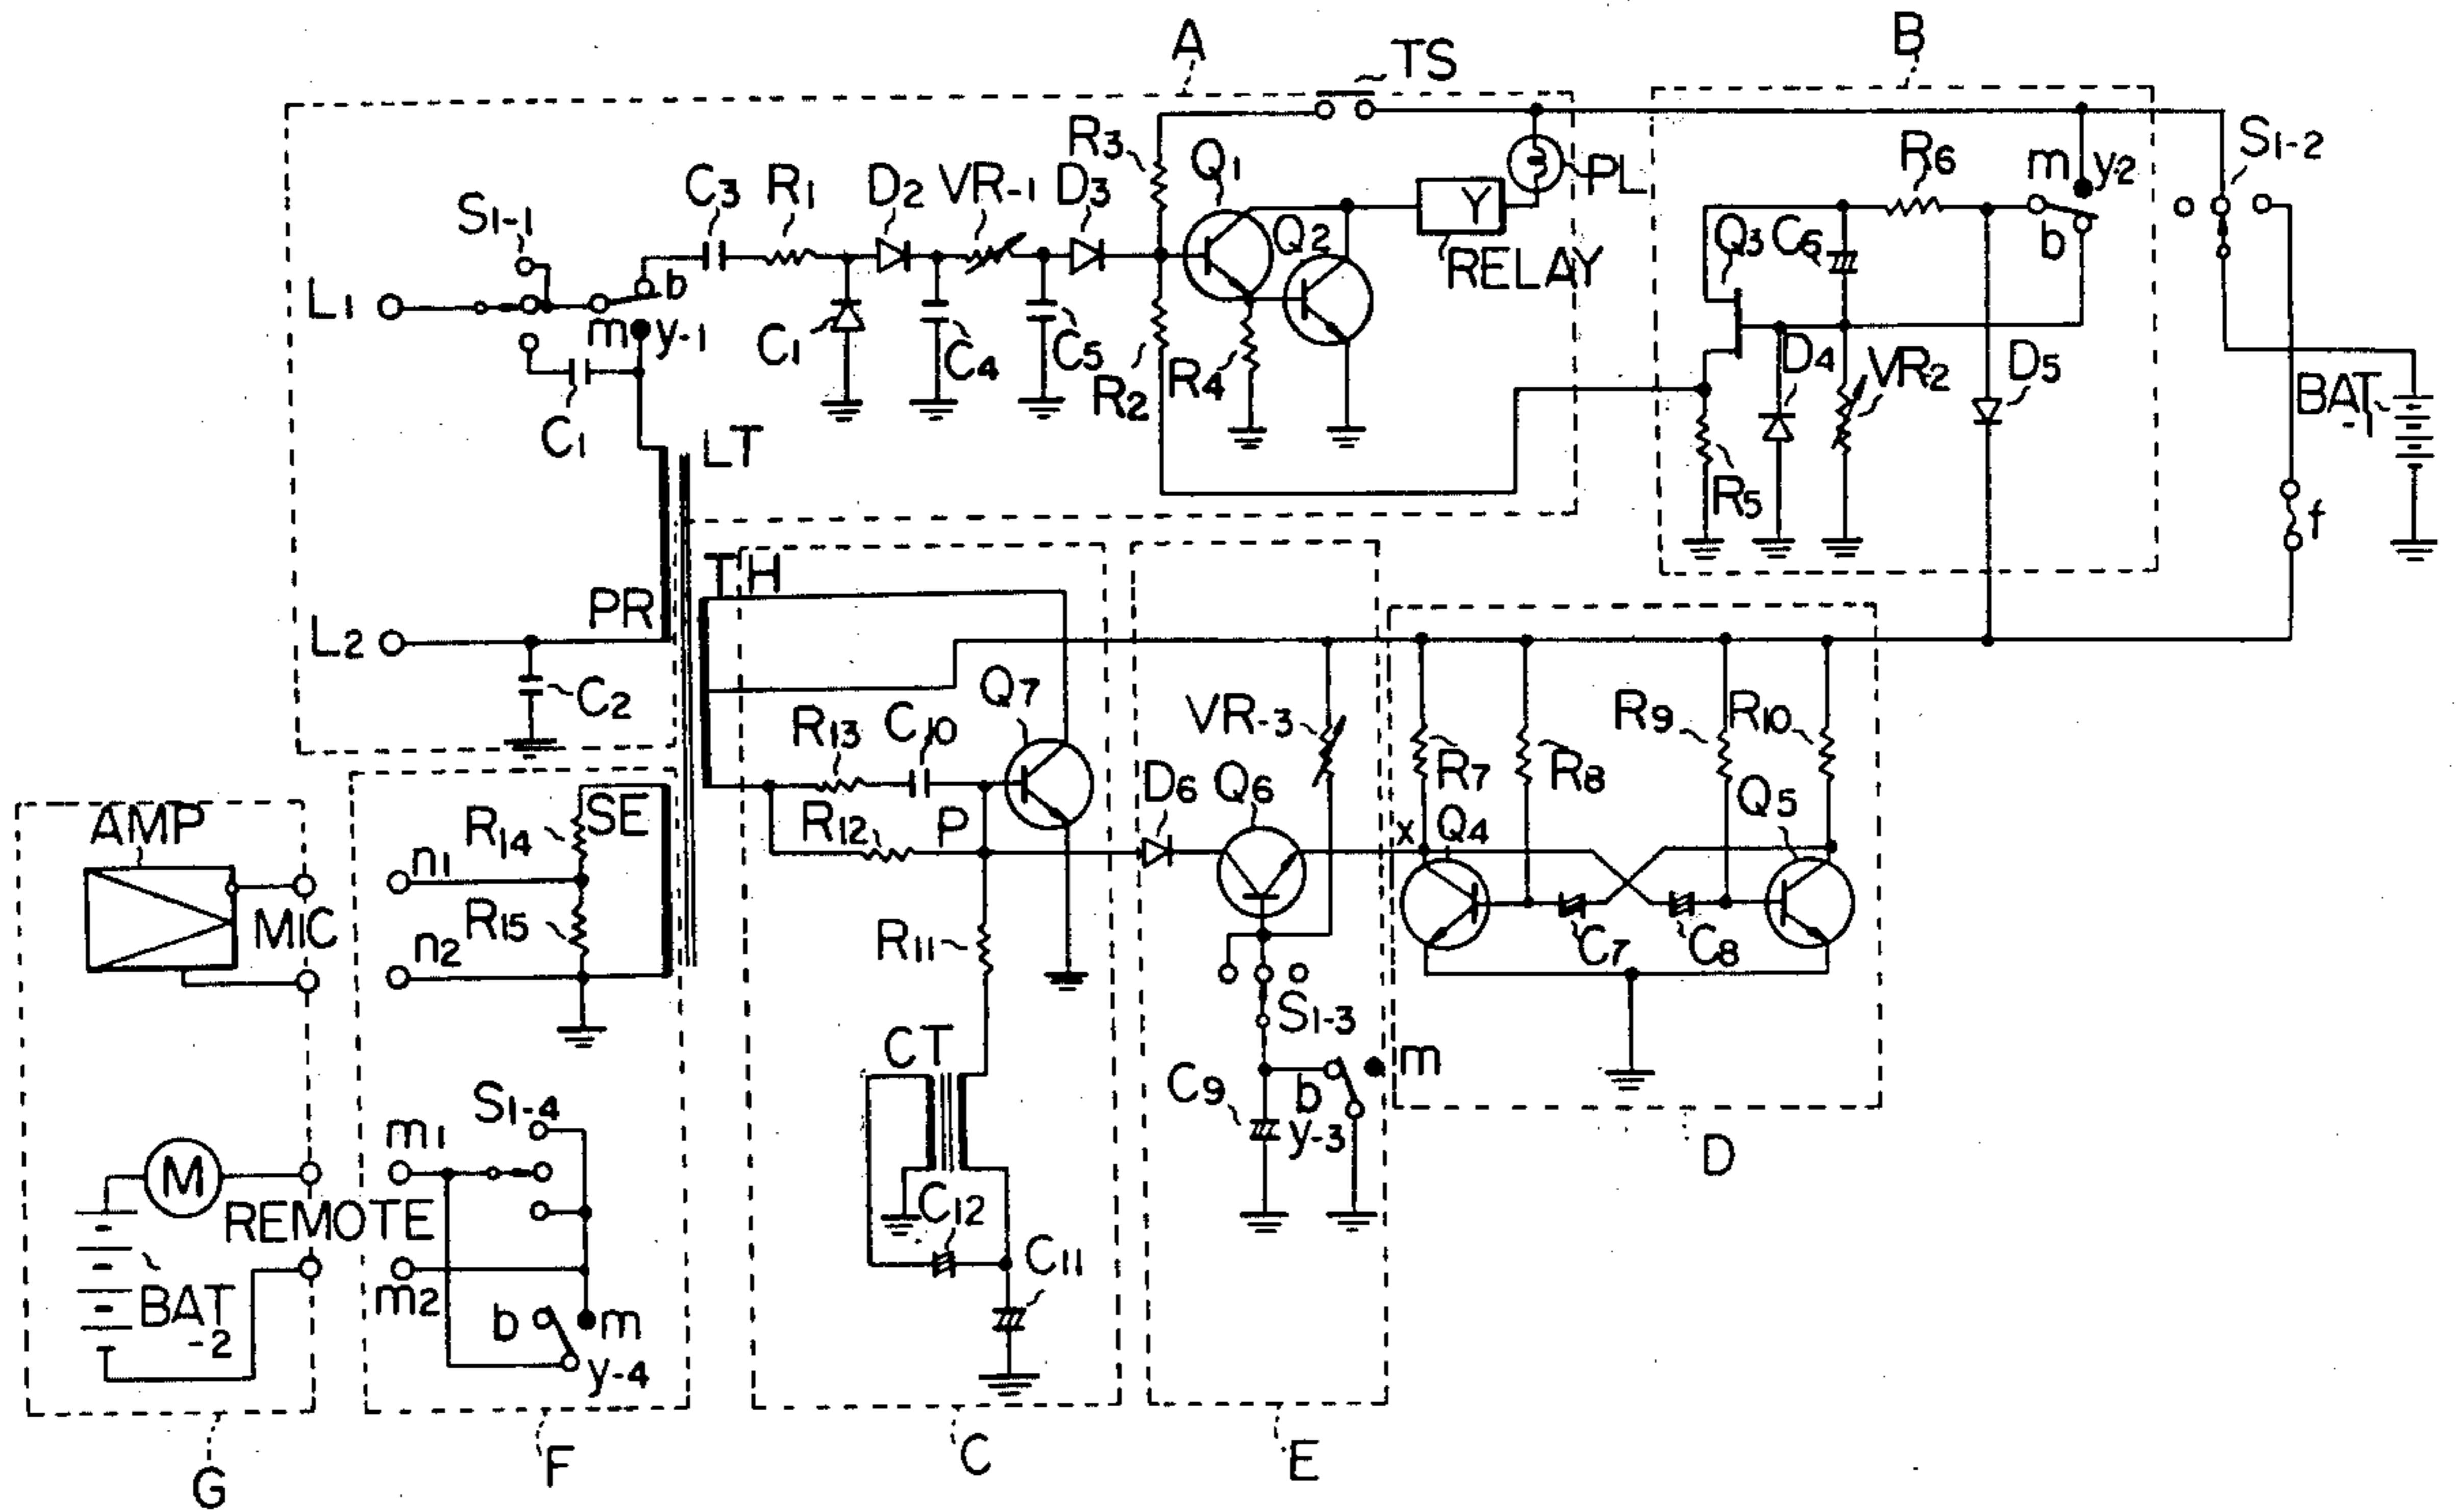 A
TS
B
R3
Q1
PL
R6
m y-2
S1-2
S1-1
C3 R1 D2 VR-1 D3
Q2
Y
RELAY
Q3 C6
b
L1
b
m y-1
C1
C4
C5
R2
R4
D4
VR2
D5
BAT-1
C1
LT
R5
f
L2
PR
TH
C2
Q7
R13 C10
VR-3
R9 R10
R7
R8
D6 Q6
Q5
AMP
R14
SE
R12
P
x Q4
n1
MIC
R15
n2
R11
C7
C8
S1-3
CT
C9
b
m
y-3
D
S1-4
m1
M
REMOTE
C12
C11
m2
BAT-2
b
m
y-4
G
F
C
E